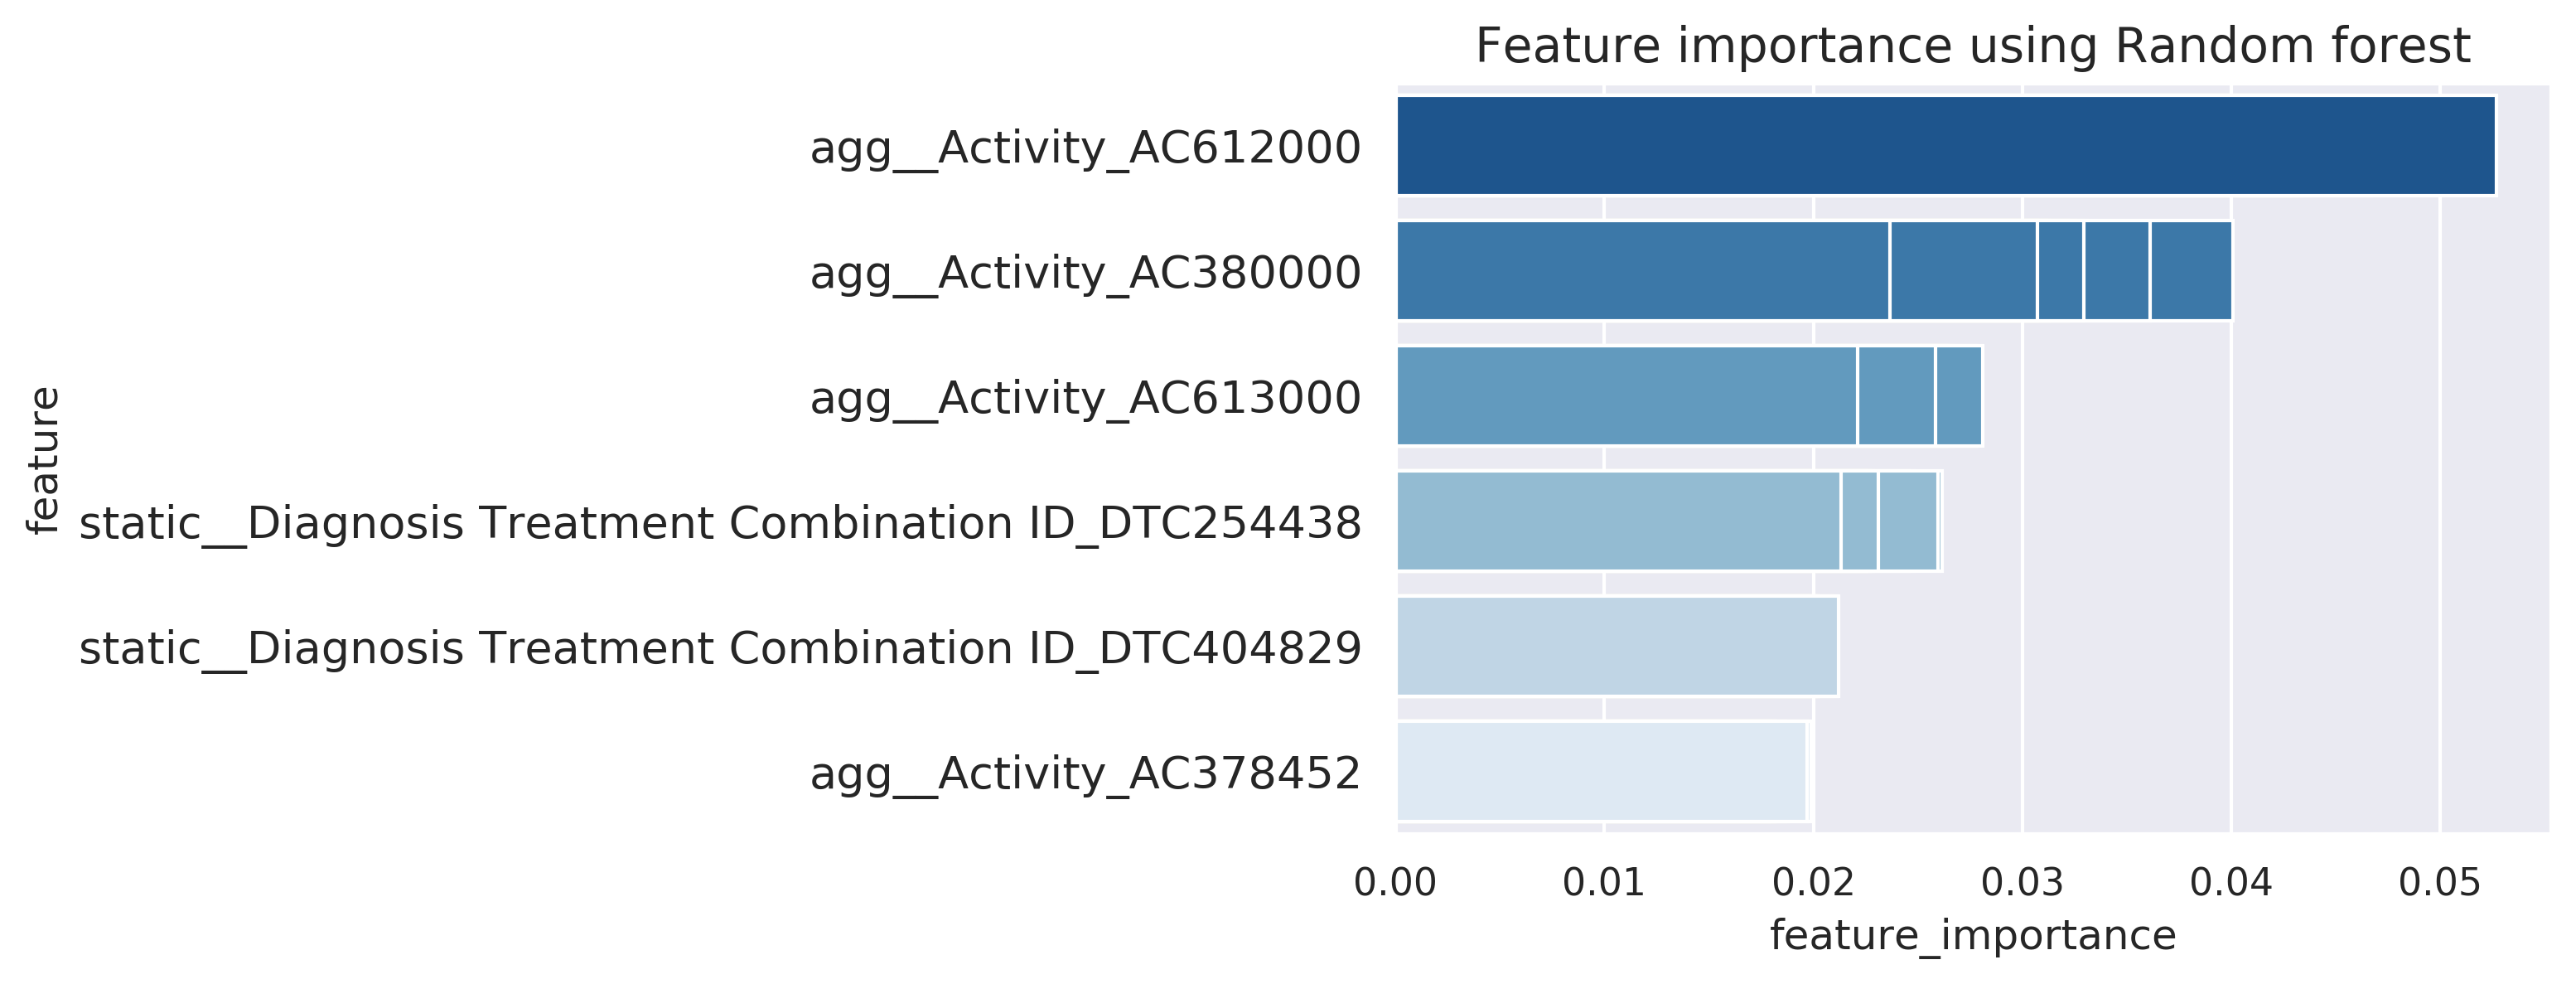 Feature importance using Random forest
feature
agg__Activity_AC612000
agg__Activity_AC380000
agg__Activity_AC613000
static__Diagnosis Treatment Combination ID_DTC254438
static__Diagnosis Treatment Combination ID_DTC404829
agg__Activity_AC378452
0.00 0.01 0.02 0.03 0.04 0.05
feature_importance